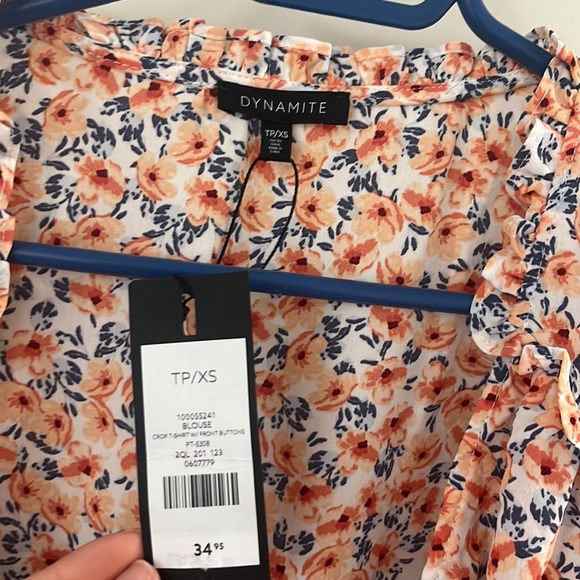 DYNAMITE
TP/XS
TP/XS
100055241
BLOUSE
CROP T-SHIRT W/ FRONT BUTTONS
PT-5308
2QL 201 123
0607779
34.95